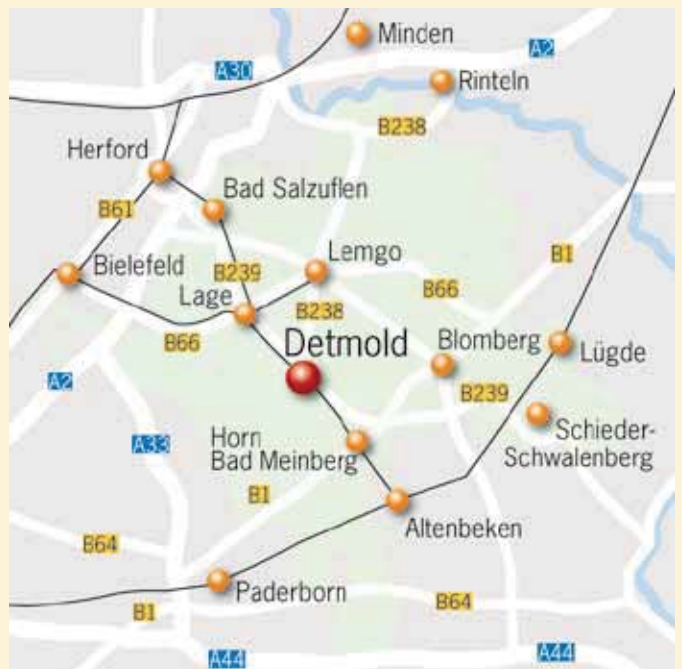 Minden
A2
A30
Rinteln
B238
Herford
Bad Salzuflen
B61
Lemgo
B1
Bielefeld
B239
B66
Lage
B238
Detmold
Blomberg
Lügde
B66
A2
B239
Horn
Bad Meinberg
Schieder-
Schwalenberg
A33
B1
Altenbeken
B64
Paderborn
B64
B1
A44
A44